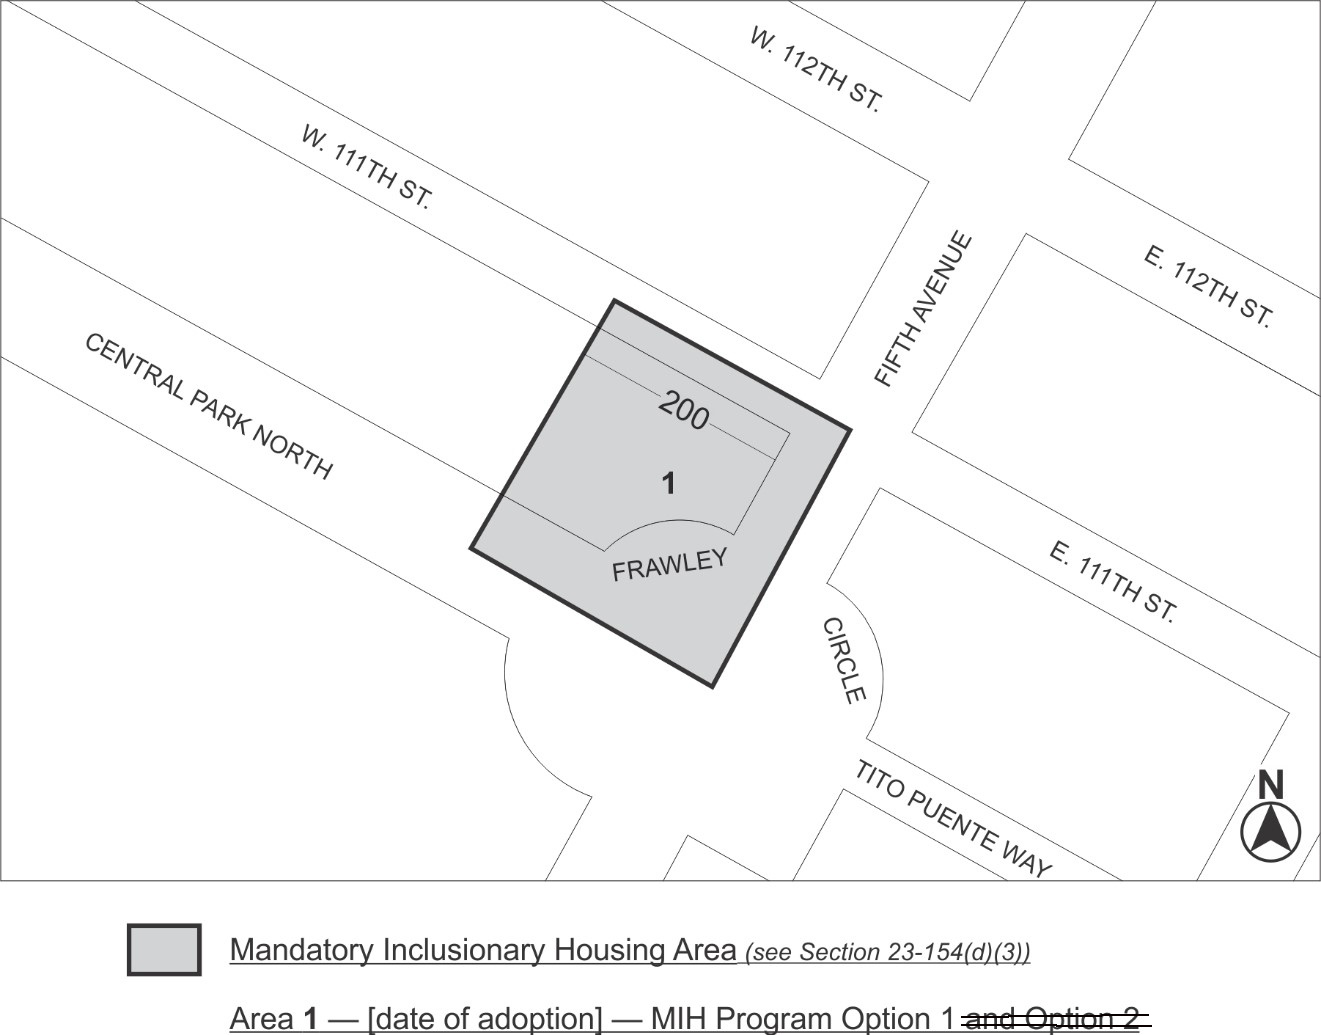 W. 112TH ST.
W. 111TH ST.
FIFTH AVENUE
E. 112TH ST.
CENTRAL PARK NORTH
200
1
FRAWLEY
CIRCLE
E. 111TH ST.
TITO PUENTE WAY
N
Mandatory Inclusionary Housing Area (see Section 23-154(d)(3))
Area 1 — [date of adoption] — MIH Program Option 1 and Option 2